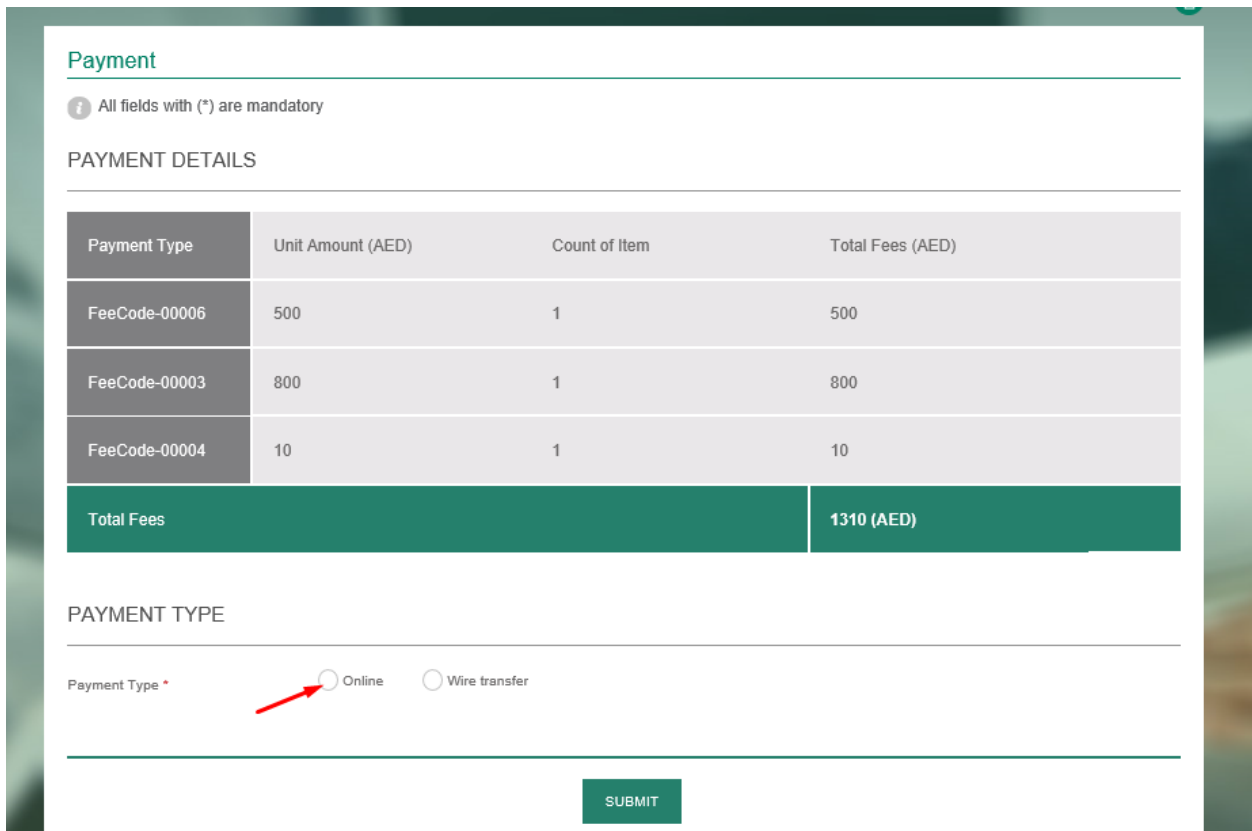 Payment
All fields with (*) are mandatory
PAYMENT DETAILS
Payment Type Unit Amount (AED) Count of Item Total Fees (AED)
FeeCode-00006 500 1 500
FeeCode-00003 800 1 800
FeeCode-00004 10 1 10
Total Fees 1310 (AED)
PAYMENT TYPE
Payment Type * Online Wire transfer
SUBMIT